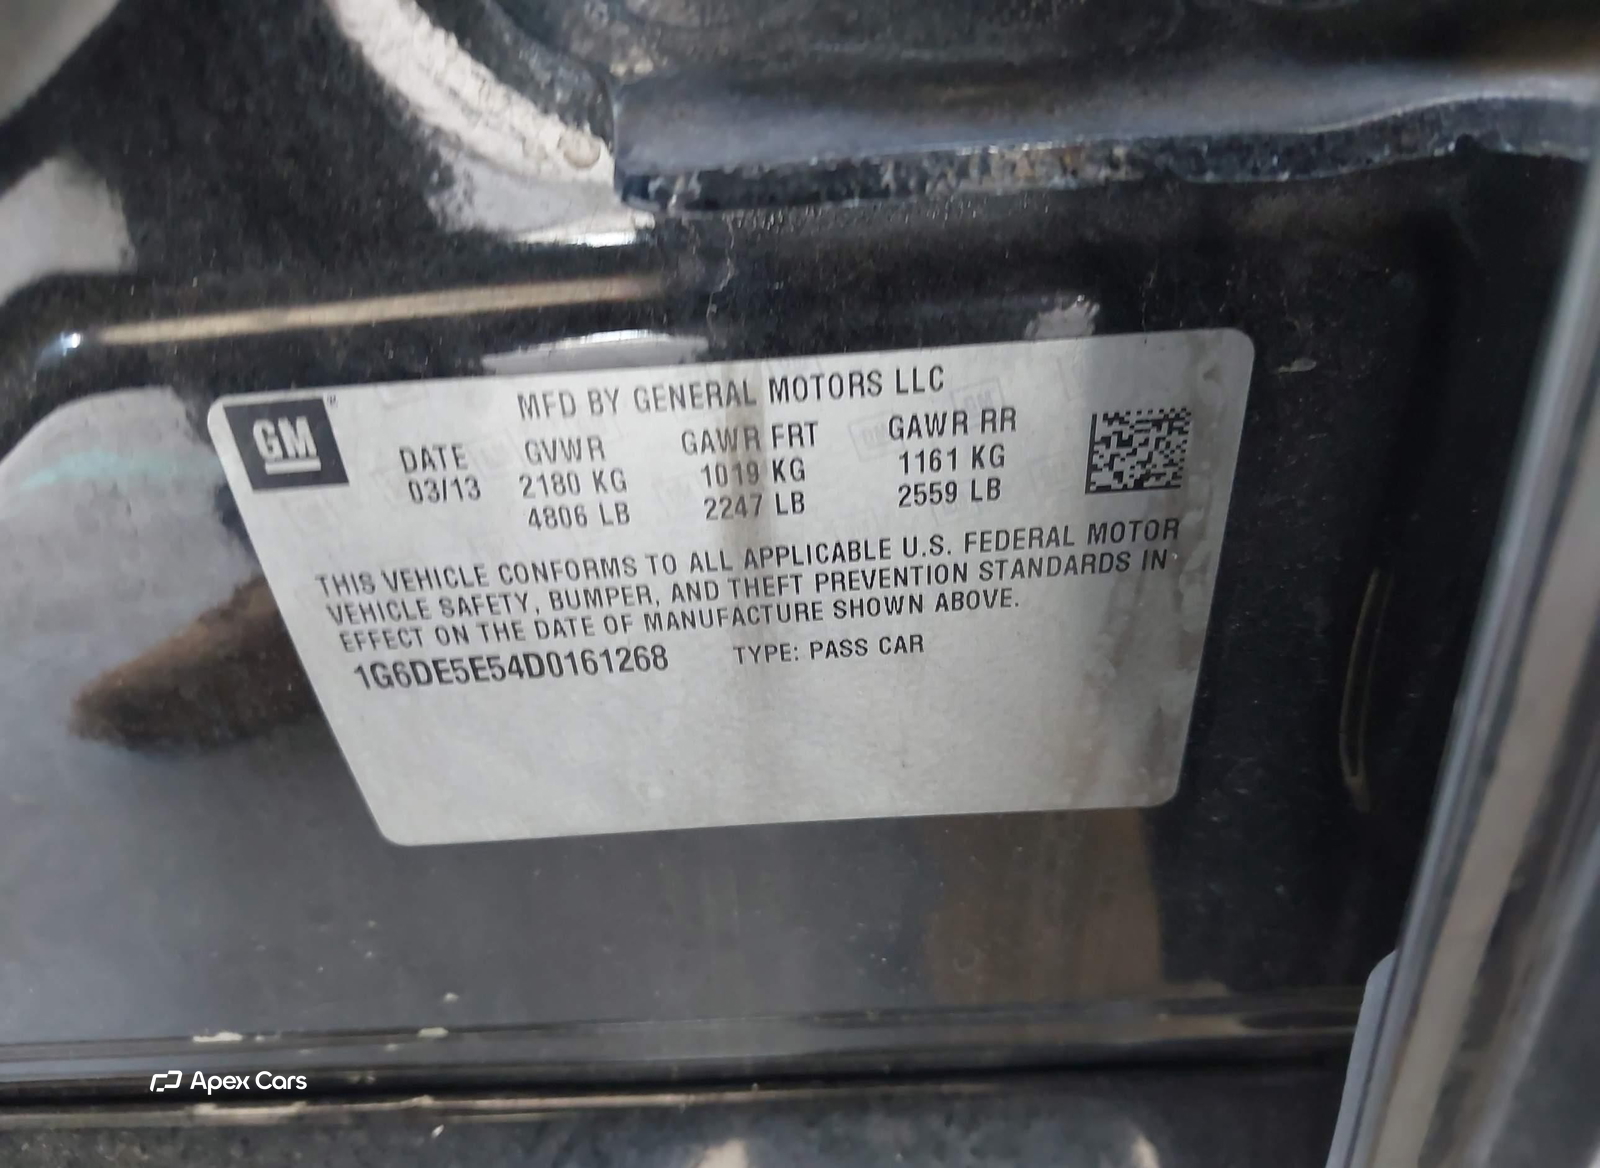 GM
MFD BY GENERAL MOTORS LLC
DATE GVWR GAWR FRT GAWR RR
03/13 2180 KG 1019 KG 1161 KG
4806 LB 2247 LB 2559 LB
THIS VEHICLE CONFORMS TO ALL APPLICABLE U.S. FEDERAL MOTOR
VEHICLE SAFETY, BUMPER, AND THEFT PREVENTION STANDARDS IN
EFFECT ON THE DATE OF MANUFACTURE SHOWN ABOVE.
1G6DE5E54D0161268 TYPE: PASS CAR
Apex Cars